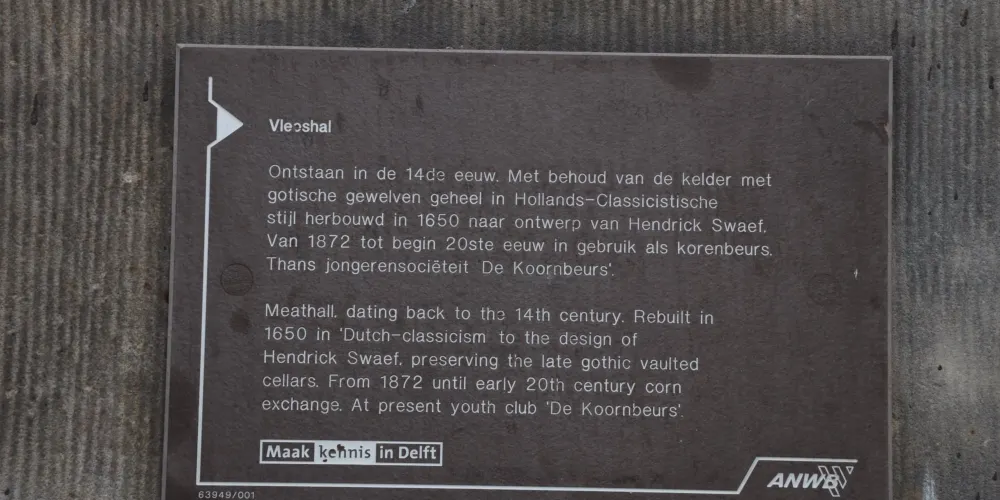 Vleeshal
Ontstaan in de 14de eeuw. Met behoud van de kelder met
gotische gewelven geheel in Hollands-Classicistische
stijl herbouwd in 1650 naar ontwerp van Hendrick Swaef.
Van 1872 tot begin 20ste eeuw in gebruik als korenbeurs.
Thans jongerensociëteit 'De Koornbeurs'.
Meathall, dating back to the 14th century. Rebuilt in
1650 in 'Dutch-classicism' to the design of
Hendrick Swaef, preserving the late gothic vaulted
cellars. From 1872 until early 20th century corn
exchange. At present youth club 'De Koornbeurs'.
Maak kennis in Delft
ANWB
63949/001